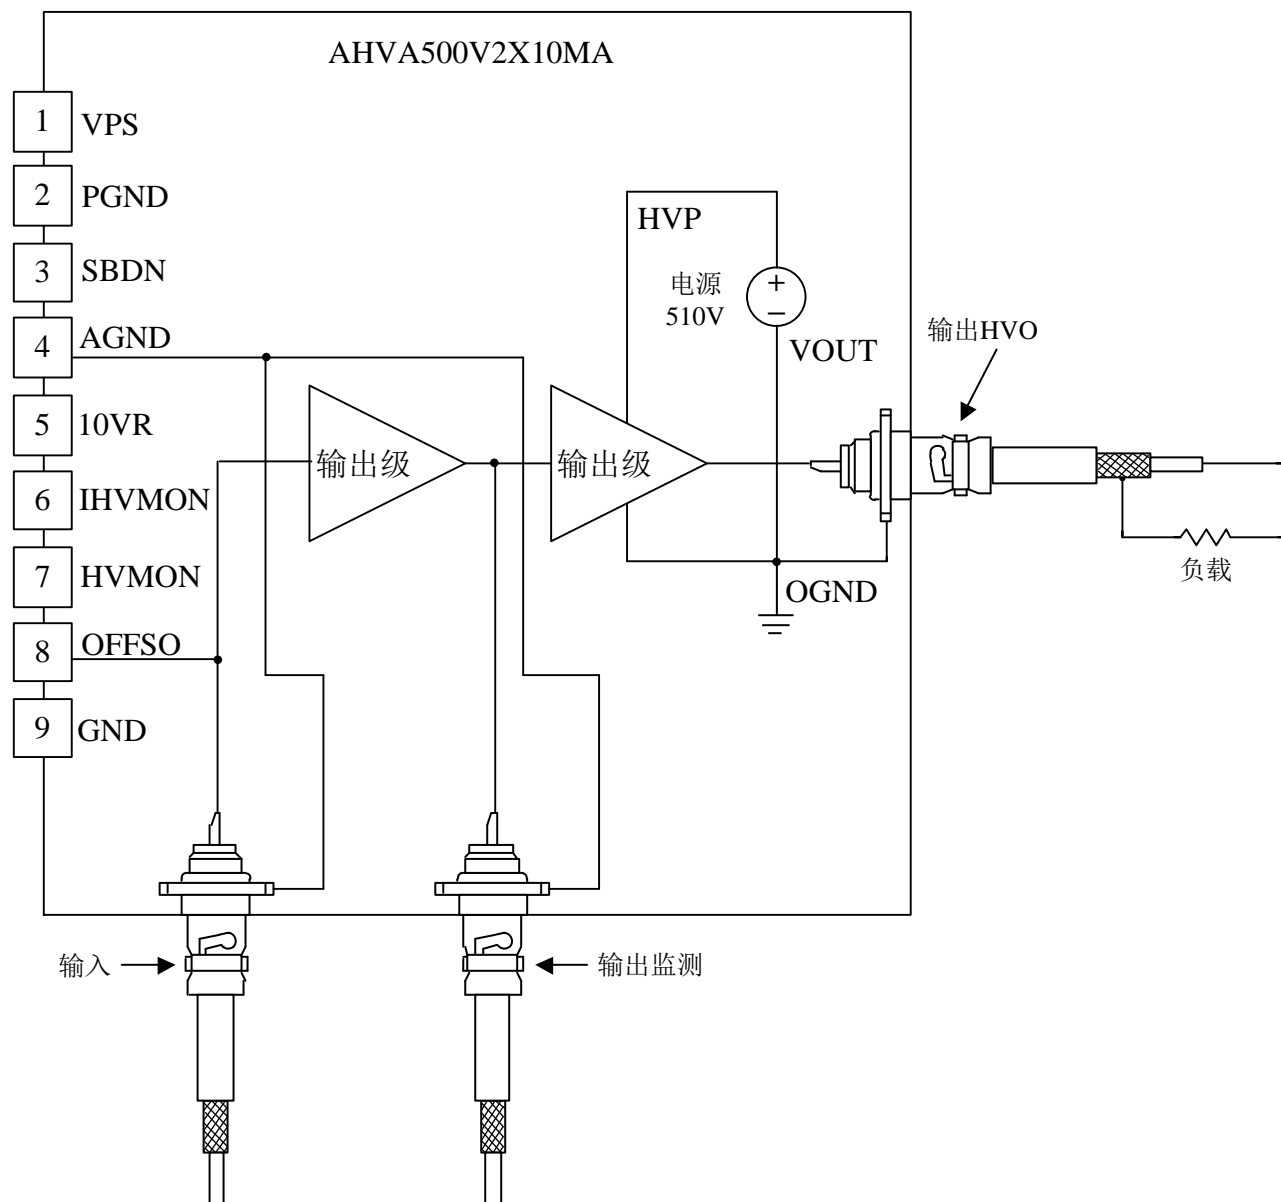 AHVA500V2X10MA
1 VPS
2 PGND
3 SBDN
4 AGND
5 10VR
6 IHVMON
7 HVMON
8 OFFSO
9 GND
HVP
电源
510V
+
−
VOUT
输出HVO
输出级
输出级
负载
OGND
输入
输出监测